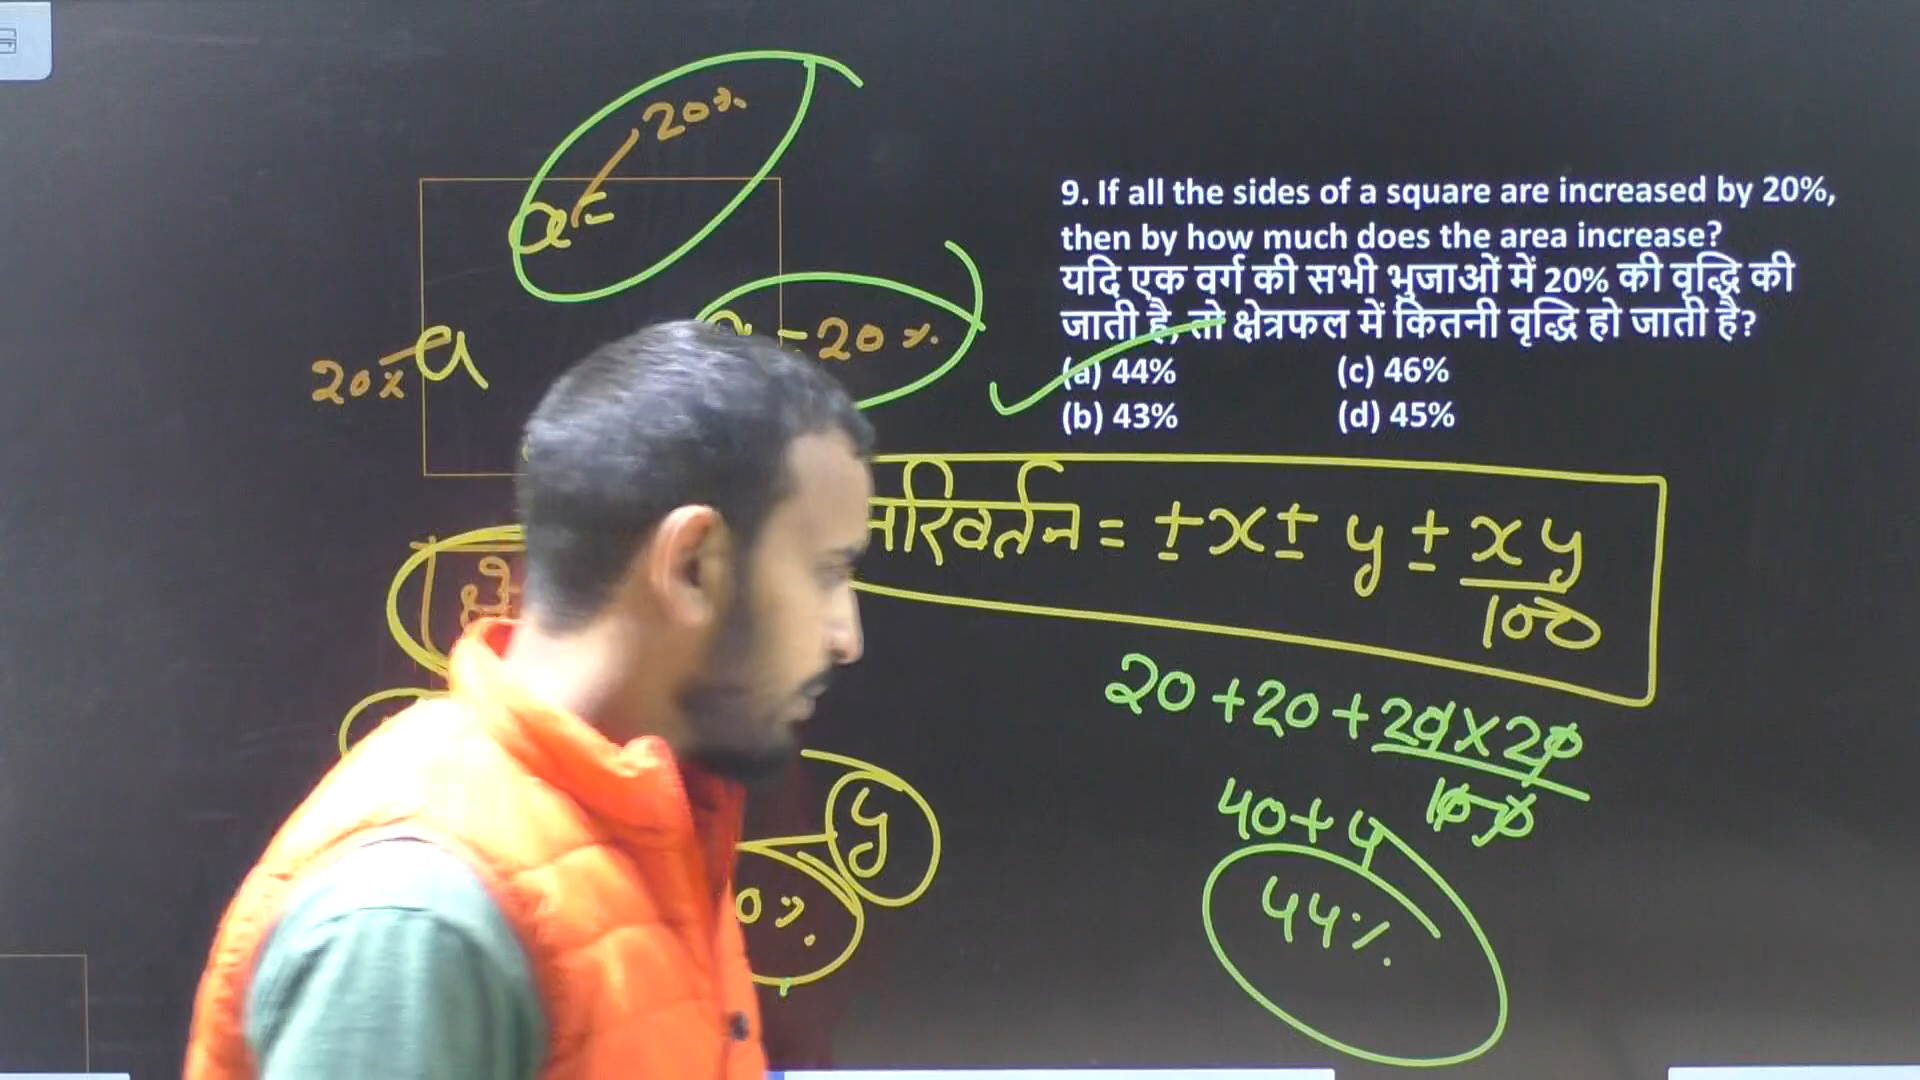 20%
a =
9. If all the sides of a square are increased by 20%,
then by how much does the area increase?
यदि एक वर्ग की सभी भुजाओं में 20% की वृद्धि की
जाती है, तो क्षेत्रफल में कितनी वृद्धि हो जाती है?
(a) 44% (c) 46%
(b) 43% (d) 45%
- 20%.
20% - a
परिवर्तन = ± x ± y ± xy/100
20 + 20 + 20 × 20/100
40 + 4
44%
y
0%.